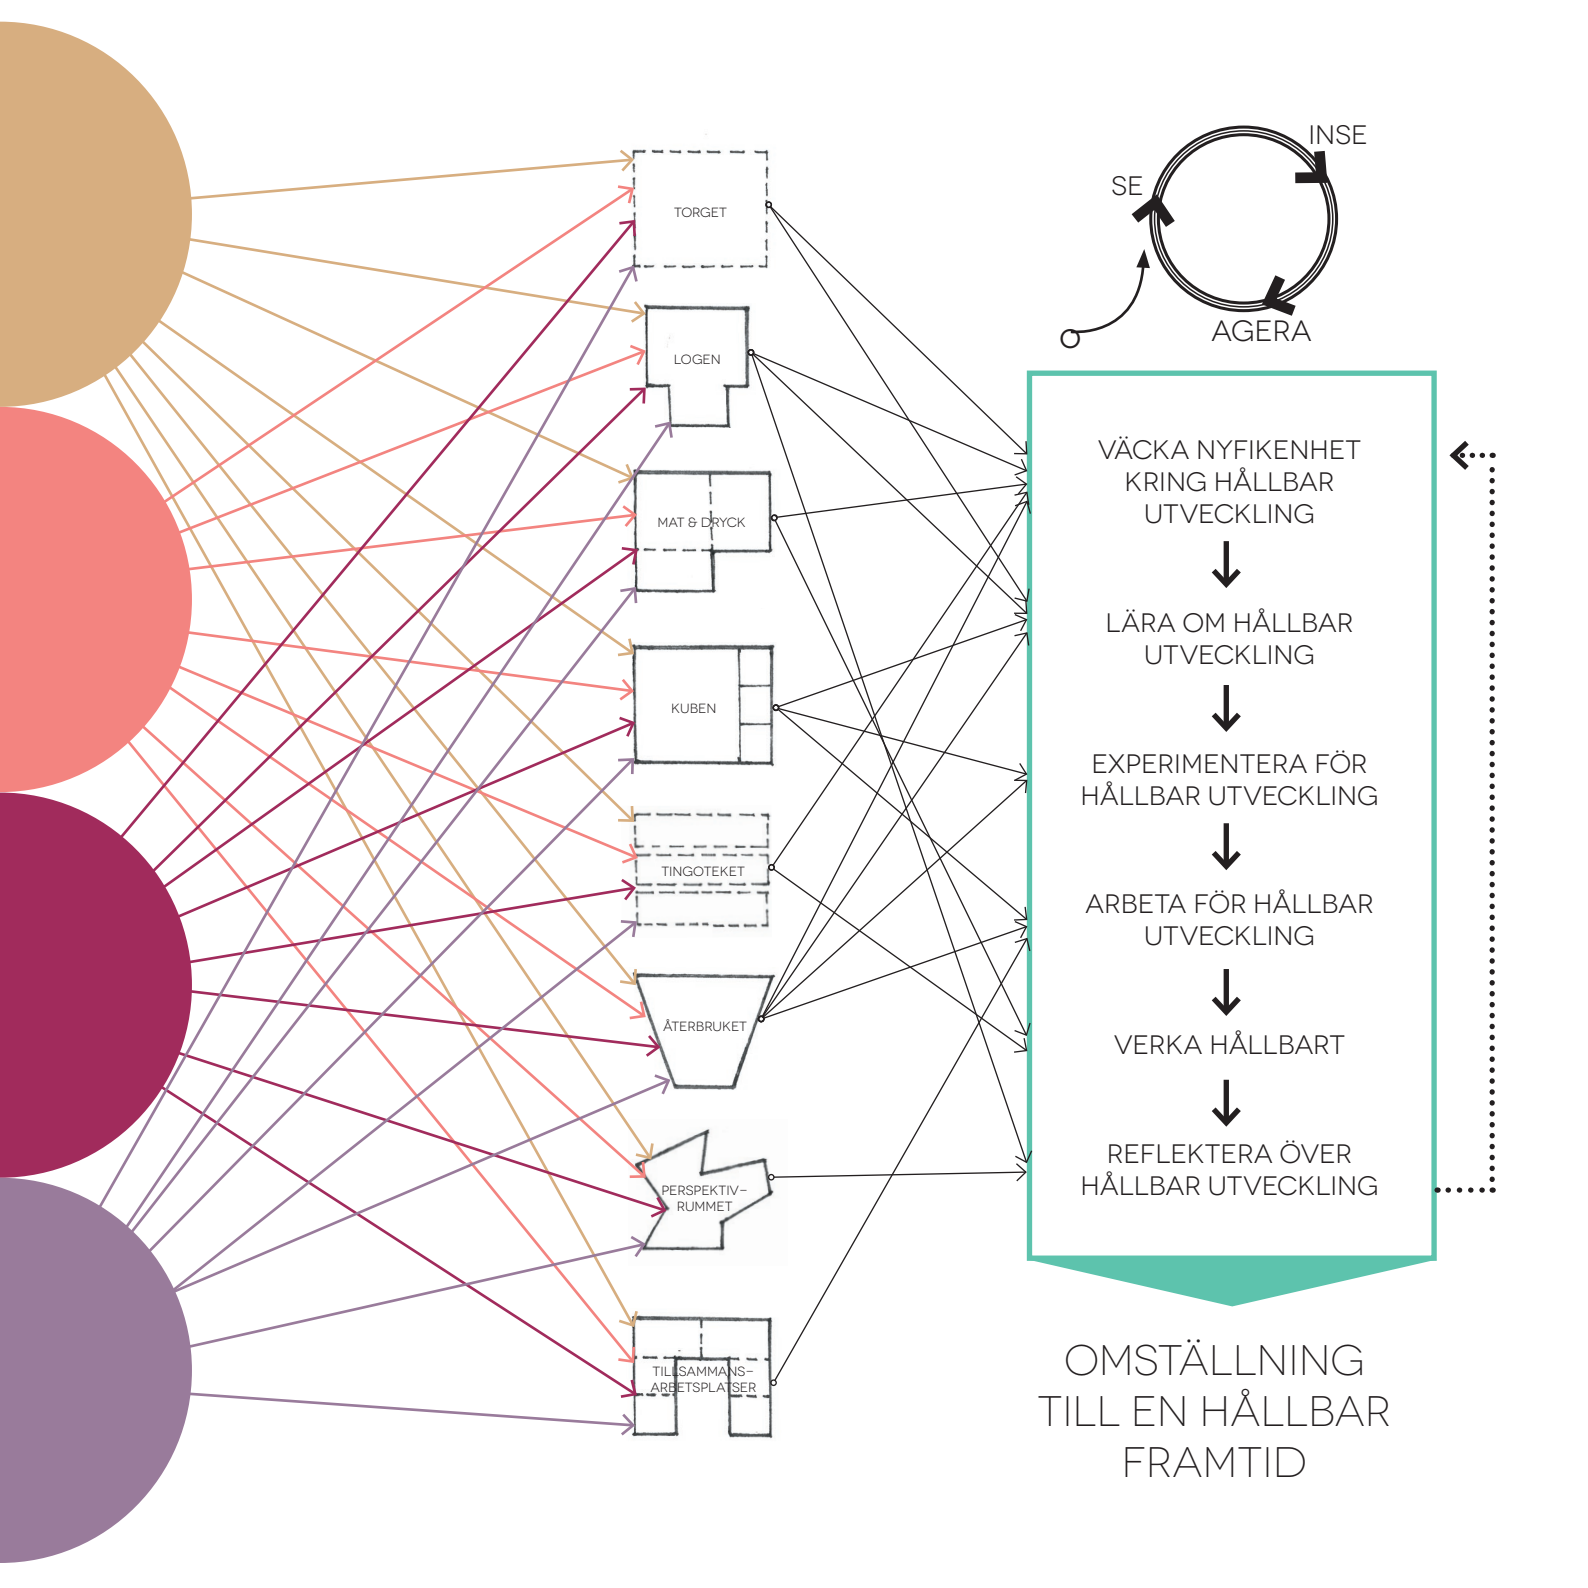 TORGET
LOGEN
MAT & DRYCK
KUBEN
TINGOTEKET
ÅTERBRUKET
PERSPEKTIV-
RUMMET
TILLSAMMANS-
ARBETSPLATSER
SE
INSE
AGERA
VÄCKA NYFIKENHET
KRING HÅLLBAR
UTVECKLING
LÄRA OM HÅLLBAR
UTVECKLING
EXPERIMENTERA FÖR
HÅLLBAR UTVECKLING
ARBETA FÖR HÅLLBAR
UTVECKLING
VERKA HÅLLBART
REFLEKTERA ÖVER
HÅLLBAR UTVECKLING
OMSTÄLLNING
TILL EN HÅLLBAR
FRAMTID